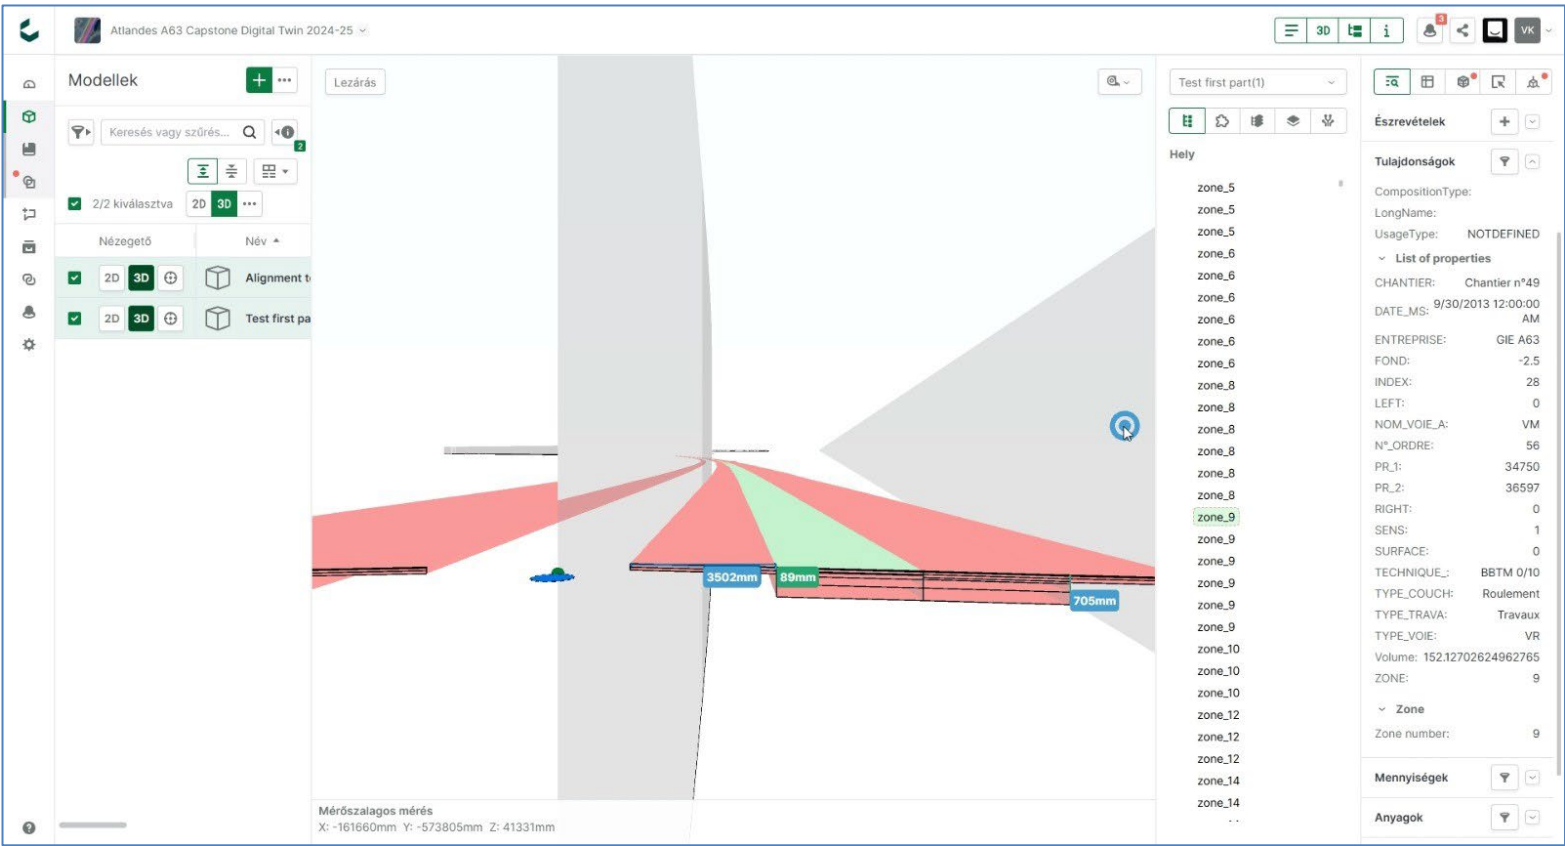 Atlandes A63 Capstone Digital Twin 2024-25
3D
i
3
VK
Modellek
Keresés vagy szűrés...
2
2/2 kiválasztva
2D
3D
Nézegető
Név
2D
3D
Alignment t
2D
3D
Test first pa
Lezárás
3502mm
89mm
705mm
Mérőszalagos mérés
X: -161660mm Y: -573805mm Z: 41331mm
Test first part(1)
Hely
zone_5
zone_5
zone_5
zone_6
zone_6
zone_6
zone_6
zone_6
zone_6
zone_8
zone_8
zone_8
zone_8
zone_8
zone_8
zone_9
zone_9
zone_9
zone_9
zone_9
zone_9
zone_10
zone_10
zone_10
zone_12
zone_12
zone_12
zone_14
zone_14
Észrevételek
Tulajdonságok
CompositionType:
LongName:
UsageType: NOTDEFINED
List of properties
CHANTIER: Chantier n°49
DATE_MS: 9/30/2013 12:00:00
AM
ENTREPRISE: GIE A63
FOND: -2.5
INDEX: 28
LEFT: 0
NOM_VOIE_A: VM
N°_ORDRE: 56
PR_1: 34750
PR_2: 36597
RIGHT: 0
SENS: 1
SURFACE: 0
TECHNIQUE_: BBTM 0/10
TYPE_COUCH: Roulement
TYPE_TRAVA: Travaux
TYPE_VOIE: VR
Volume: 152.12702624962765
ZONE: 9
Zone
Zone number: 9
Mennyiségek
Anyagok